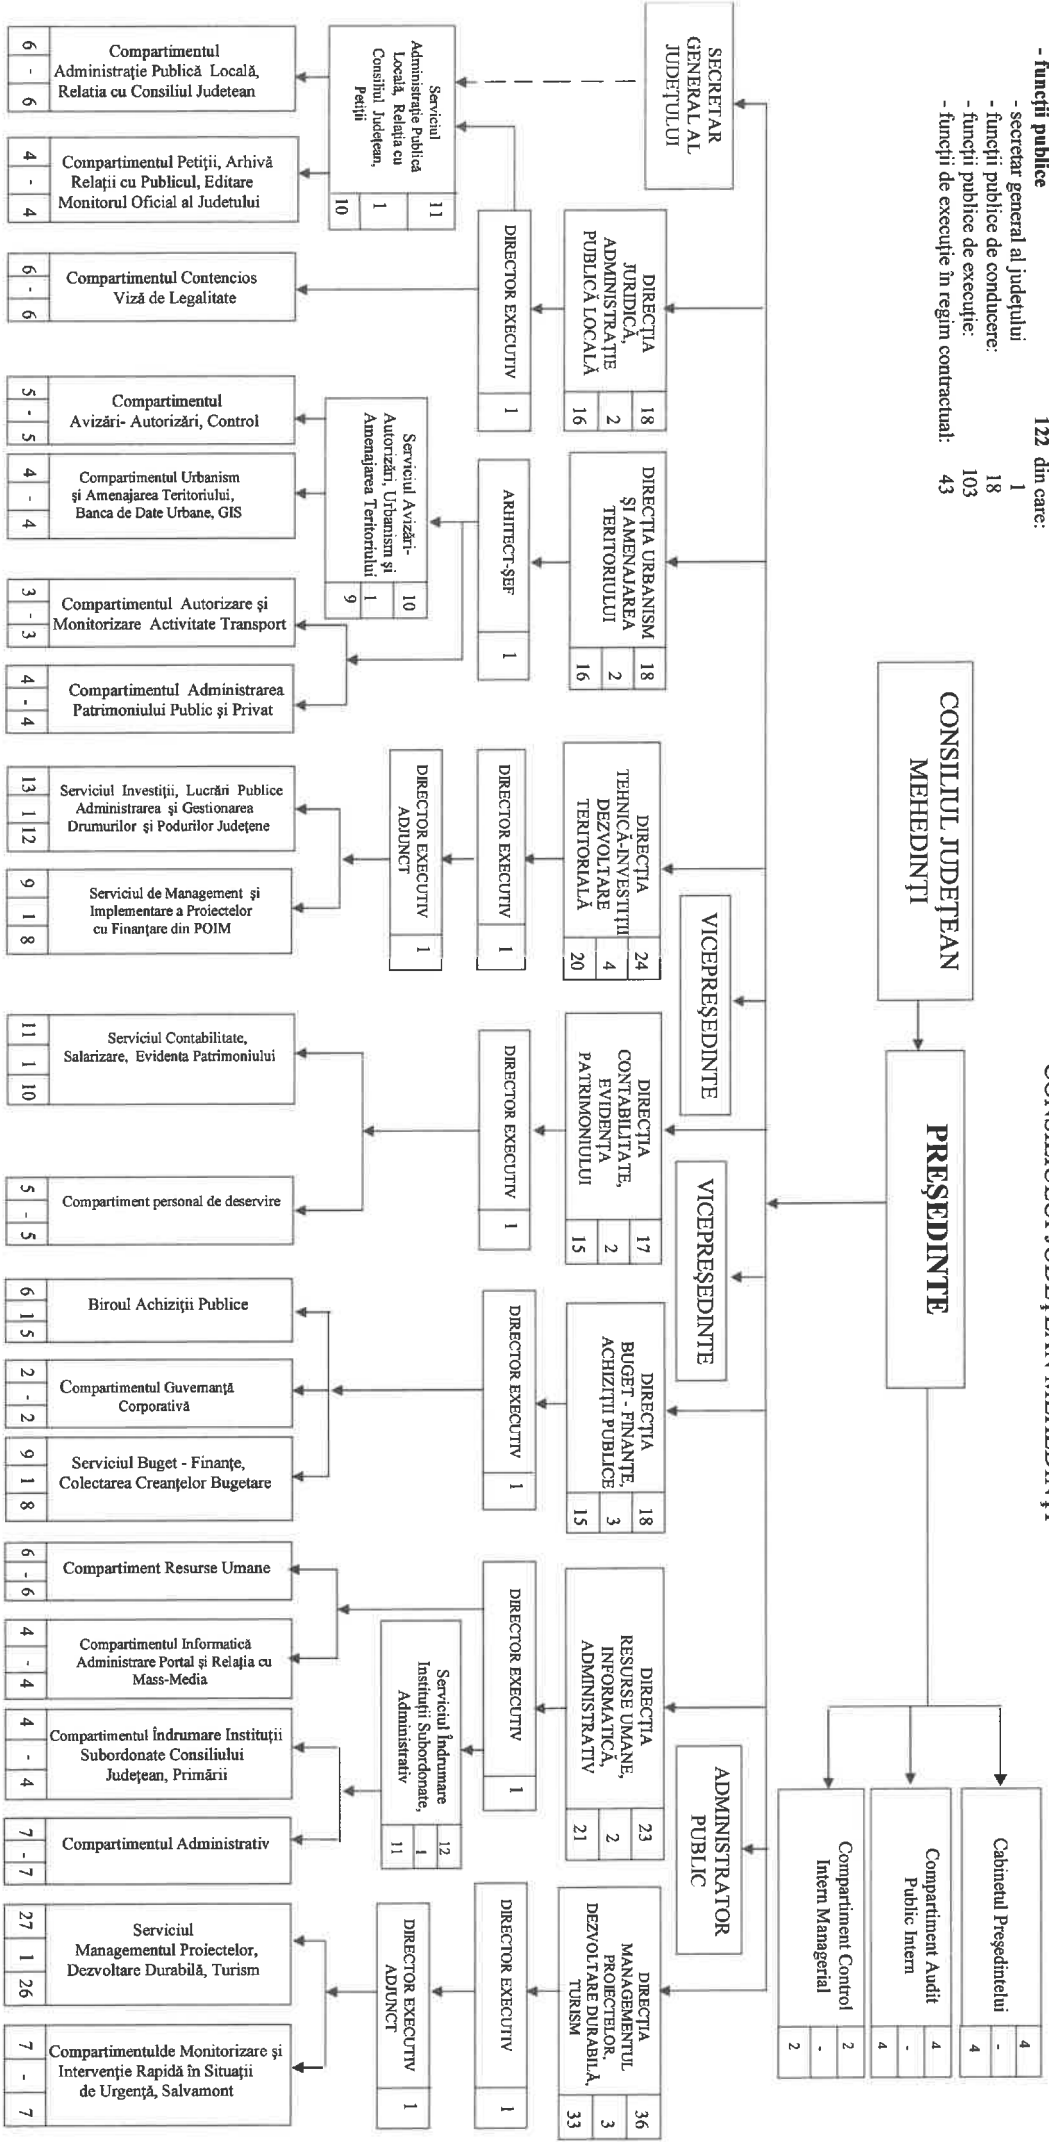 - funcții publice 122 din care:
- secretar general al județului 1
- funcții publice de conducere: 18
- funcții publice de execuție: 103
- funcții de execuție în regim contractual: 43
CONSILIUL JUDEȚEAN
MEHEDINȚI
PREȘEDINTE
Cabinetul Președintelui
4
-
4
Compartiment Audit
Public Intern
4
-
4
Compartiment Control
Intern Managerial
2
-
2
SECRETAR
GENERAL AL
JUDEȚULUI
VICEPREȘEDINTE
VICEPREȘEDINTE
ADMINISTRATOR
PUBLIC
DIRECȚIA
JURIDICĂ,
ADMINISTRAȚIE
PUBLICĂ LOCALĂ
18
2
16
DIRECȚIA URBANISM
ȘI AMENAJAREA
TERITORIULUI
18
2
16
DIRECȚIA
TEHNICĂ-INVESTIȚII
DEZVOLTARE
TERITORIALĂ
24
4
20
DIRECȚIA
CONTABILITATE,
EVIDENȚA
PATRIMONIULUI
17
2
15
DIRECȚIA
BUGET - FINANȚE,
ACHIZIȚII PUBLICE
18
3
15
DIRECȚIA
RESURSE UMANE,
INFORMATICĂ,
ADMINISTRATIV
23
2
21
DIRECȚIA
MANAGEMENTUL
PROIECTELOR,
DEZVOLTARE DURABILĂ,
TURISM
36
3
33
DIRECTOR EXECUTIV 1
ARHITECT-ȘEF 1
DIRECTOR EXECUTIV 1
DIRECTOR EXECUTIV 1
DIRECTOR EXECUTIV 1
DIRECTOR EXECUTIV 1
DIRECTOR EXECUTIV 1
Serviciul
Administrație Publică
Locală, Relația cu
Consiliul Județean,
Petiții
11
1
10
Serviciul Avizări-
Autorizări, Urbanism și
Amenajarea Teritoriului
10
1
9
DIRECTOR EXECUTIV
ADJUNCT
1
Serviciul Îndrumare
Instituții Subordonate,
Administrativ
12
1
11
DIRECTOR EXECUTIV
ADJUNCT
1
Compartimentul
Administrație Publică Locală,
Relatia cu Consiliul Judetean
6 - 6
Compartimentul Petiții, Arhivă
Relații cu Publicul, Editare
Monitorul Oficial al Judetului
4 - 4
Compartimentul Contencios
Viză de Legalitate
6 - 6
Compartimentul
Avizări- Autorizări, Control
5 - 5
Compartimentul Urbanism
și Amenajarea Teritoriului,
Banca de Date Urbane, GIS
4 - 4
Compartimentul Autorizare și
Monitorizare Activitate Transport
3 - 3
Compartimentul Administrarea
Patrimoniului Public și Privat
4 - 4
Serviciul Investiții, Lucrări Publice
Administrarea și Gestionarea
Drumurilor și Podurilor Județene
13 1 12
Serviciul de Management și
Implementare a Proiectelor
cu Finanțare din POIM
9 1 8
Serviciul Contabilitate,
Salarizare, Evidenta Patrimoniului
11 1 10
Compartiment personal de deservire
5 - 5
Biroul Achiziții Publice
6 1 5
Compartimentul Guvernanță
Corporativă
2 - 2
Serviciul Buget - Finanțe,
Colectarea Creanțelor Bugetare
9 1 8
Compartiment Resurse Umane
6 - 6
Compartimentul Informatică
Administrare Portal și Relația cu
Mass-Media
4 - 4
Compartimentul Îndrumare Instituții
Subordonate Consiliului
Județean, Primării
4 - 4
Compartimentul Administrativ
7 - 7
Serviciul
Managementul Proiectelor,
Dezvoltare Durabilă, Turism
27 1 26
Compartimentulde Monitorizare și
Intervenție Rapidă în Situații
de Urgență, Salvamont
7 - 7